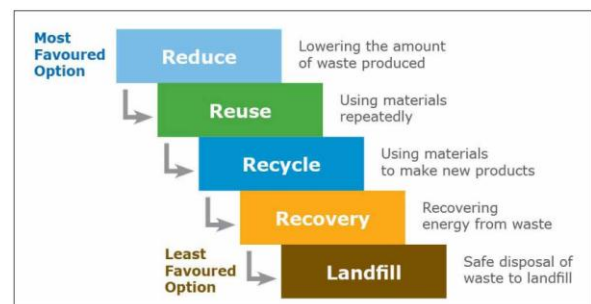 Most
Favoured
Option
Reduce
Lowering the amount
of waste produced
Reuse
Using materials
repeatedly
Recycle
Using materials
to make new products
Recovery
Recovering
energy from waste
Least
Favoured
Option
Landfill
Safe disposal of
waste to landfill